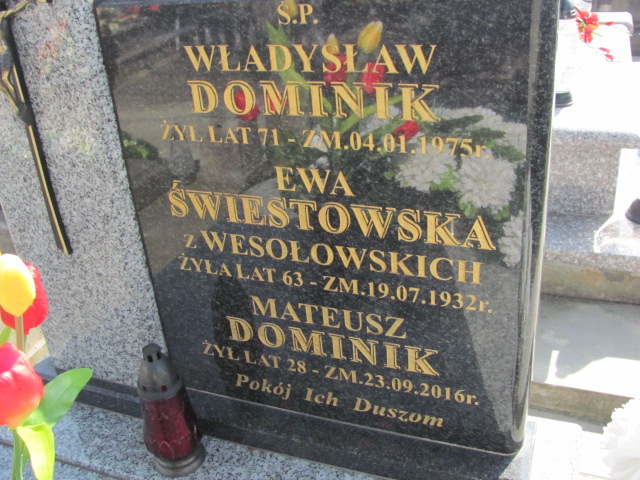 Ś.P.
WŁADYSŁAW
DOMINIK
ŻYŁ LAT 71 - ZM.04.01.1975r.
EWA
ŚWIESTOWSKA
z WESOŁOWSKICH
ŻYŁA LAT 63 - ZM.19.07.1932r.
MATEUSZ
DOMINIK
ŻYŁ LAT 28 - ZM.23.09.2016r.
Pokój Ich Duszom